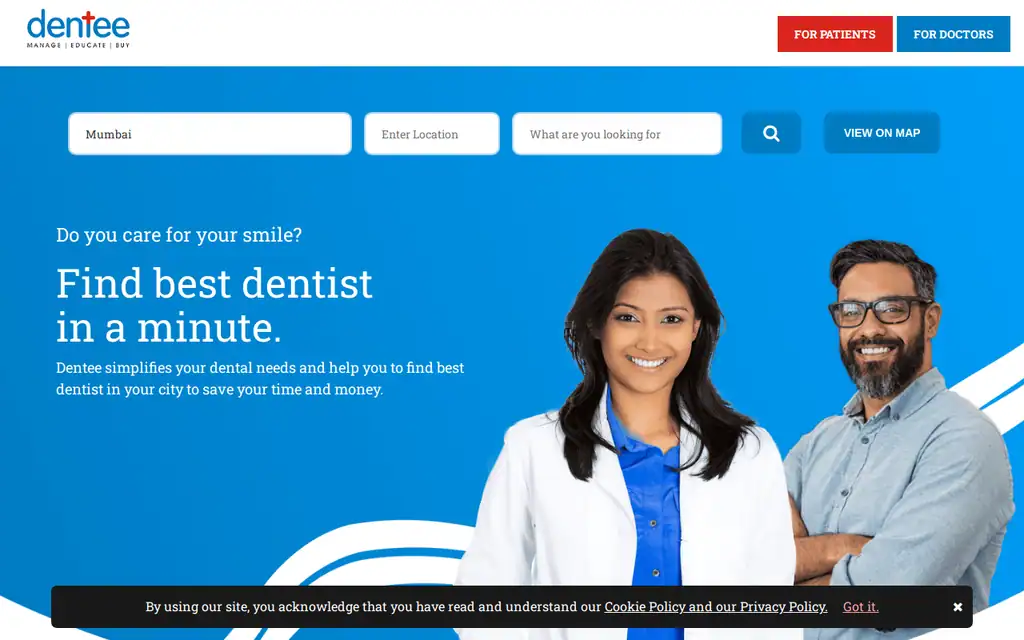 dentee
MANAGE | EDUCATE | BUY
FOR PATIENTS
FOR DOCTORS
Mumbai
Enter Location
What are you looking for
VIEW ON MAP
Do you care for your smile?
Find best dentist
in a minute.
Dentee simplifies your dental needs and help you to find best
dentist in your city to save your time and money.
By using our site, you acknowledge that you have read and understand our Cookie Policy and our Privacy Policy. Got it.